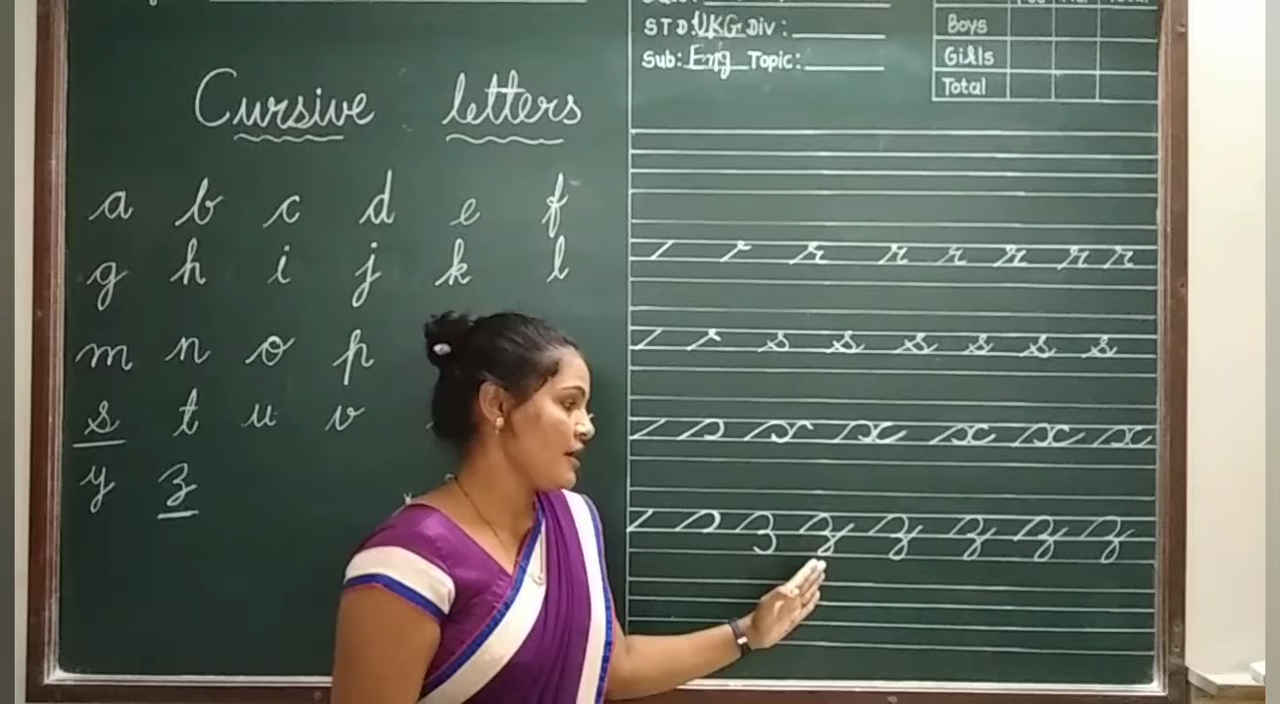 Cursive letters
a b c d e f
g h i j k l
m n o p
s t u v
y z
STD: UKG Div:
Sub: Eng Topic:
Boys
Girls
Total
r r r r r r r
r s s s s s s
x x x x x
z z z z z